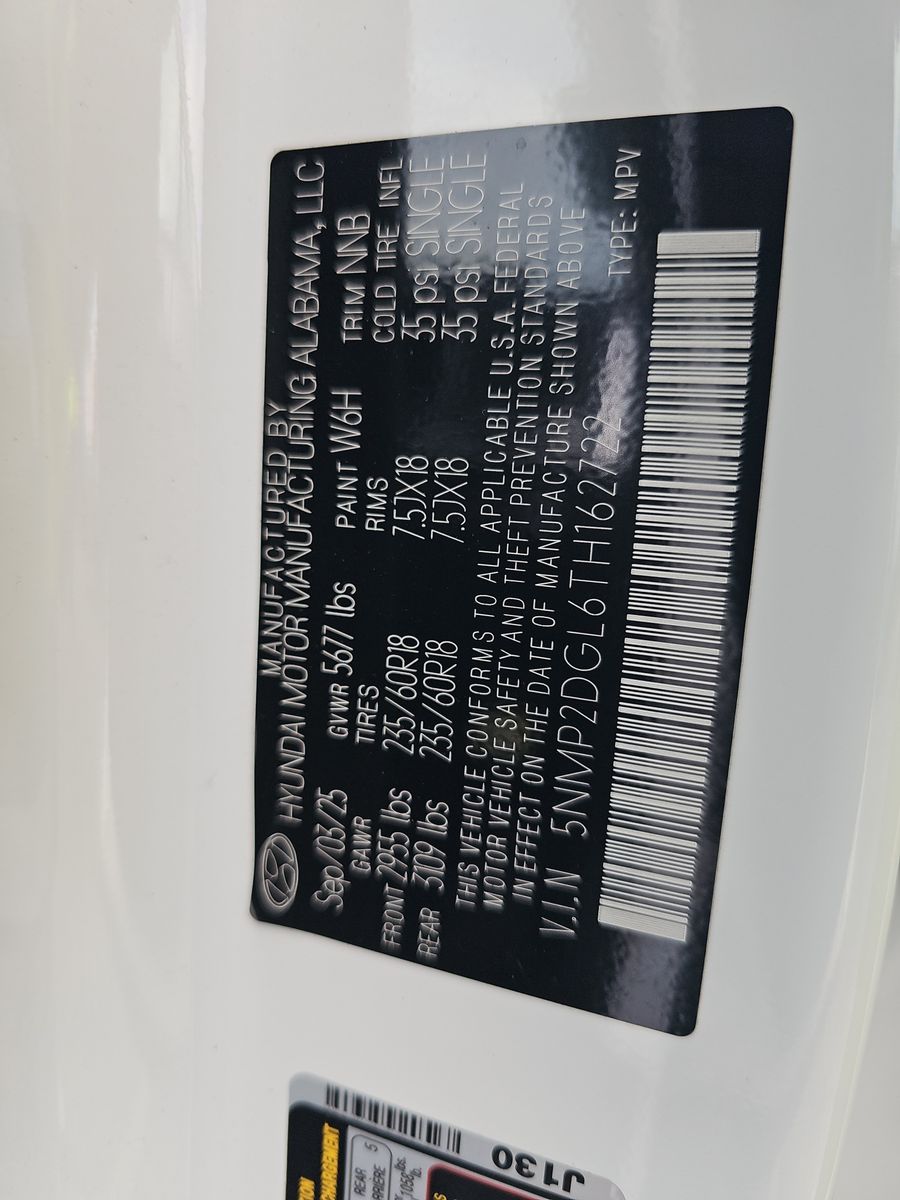 MANUFACTURED BY
HYUNDAI MOTOR MANUFACTURING ALABAMA, LLC
Sep/03/25 GVWR 5677 lbs PAINT W6H TRIM NNB
GAWR TIRES RIMS COLD TIRE INFL
FRONT 2955 lbs 235/60R18 7.5JX18 35 psi SINGLE
REAR 3109 lbs 235/60R18 7.5JX18 35 psi SINGLE
THIS VEHICLE CONFORMS TO ALL APPLICABLE U.S.A. FEDERAL
MOTOR VEHICLE SAFETY AND THEFT PREVENTION STANDARDS
IN EFFECT ON THE DATE OF MANUFACTURE SHOWN ABOVE
V.I.N 5NMP2DGL6TH162722 TYPE: MPV
J130
REAR 5